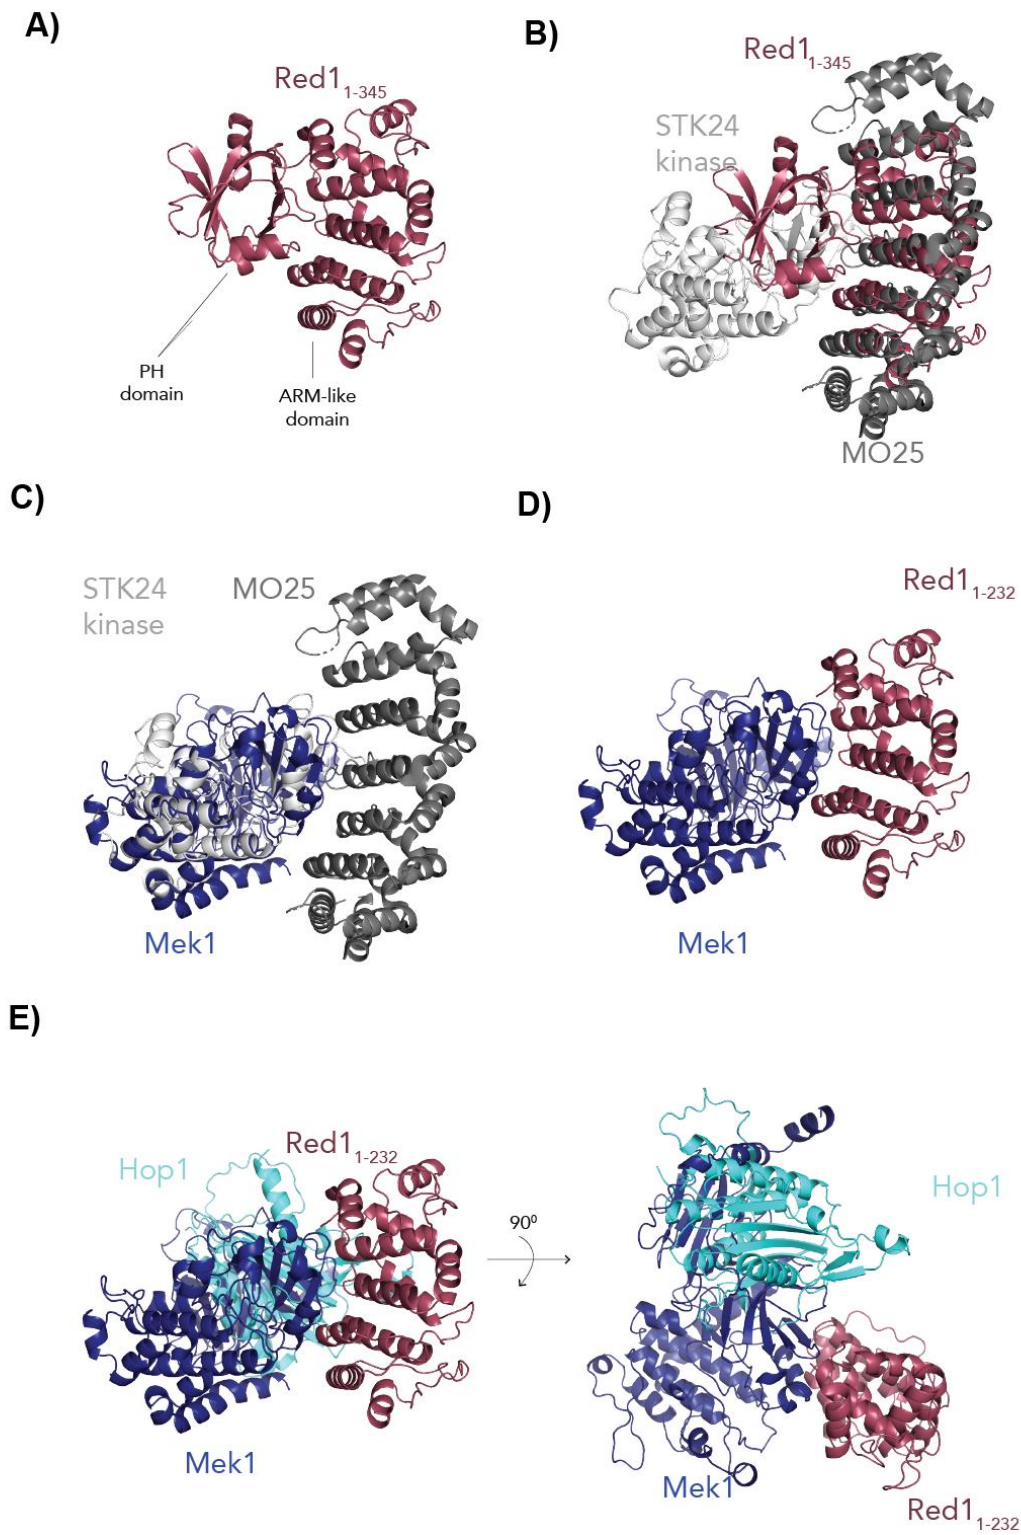 A)
Red1 1-345
PH
domain
ARM-like
domain
B)
Red1 1-345
STK24
kinase
MO25
C)
STK24
kinase
MO25
Mek1
D)
Red1 1-232
Mek1
E)
Hop1
Red1 1-232
Mek1
90⁰
Hop1
Mek1
Red1 1-232